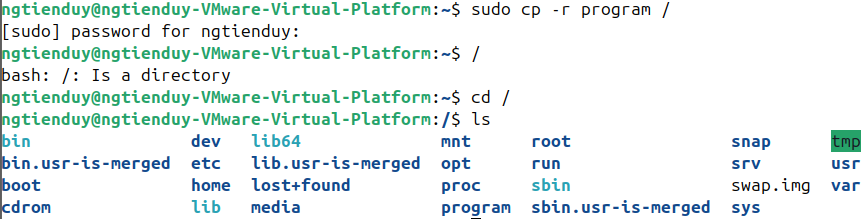 ngtienduy@ngtienduy-VMware-Virtual-Platform:~$ sudo cp -r program /
[sudo] password for ngtienduy:
ngtienduy@ngtienduy-VMware-Virtual-Platform:~$ /
bash: /: Is a directory
ngtienduy@ngtienduy-VMware-Virtual-Platform:~$ cd /
ngtienduy@ngtienduy-VMware-Virtual-Platform:/$ ls
bin dev lib64 mnt root snap tmp
bin.usr-is-merged etc lib.usr-is-merged opt run srv usr
boot home lost+found proc sbin swap.img var
cdrom lib media program sbin.usr-is-merged sys